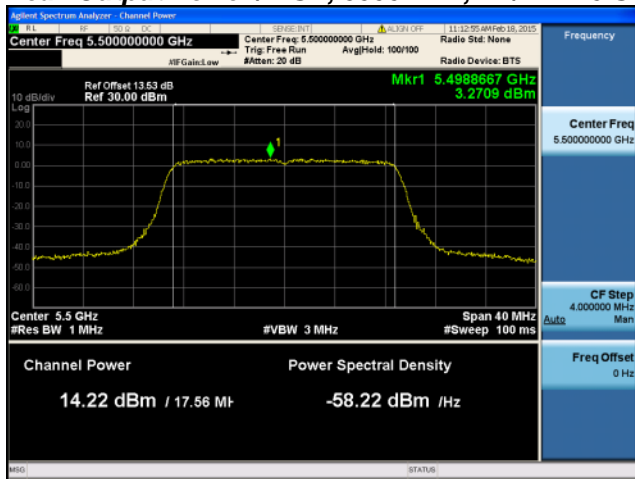 Agilent Spectrum Analyzer - Channel Power
RL RF 50 Ω DC SENSE:INT ALIGN OFF 11:12:55 AM Feb 18, 2015
Center Freq 5.500000000 GHz Center Freq: 5.500000000 GHz Radio Std: None Frequency
Trig: Free Run Avg|Hold: 100/100
#IFGain:Low #Atten: 20 dB Radio Device: BTS
Ref Offset 13.53 dB Mkr1 5.4988667 GHz
10 dB/div Ref 30.00 dBm 3.2709 dBm
Log
20.0
10.0
0.00
-10.0
-20.0
-30.0
-40.0
-50.0
-60.0
1
Center Freq
5.500000000 GHz
Center 5.5 GHz Span 40 MHz
#Res BW 1 MHz #VBW 3 MHz #Sweep 100 ms
CF Step
4.000000 MHz
Auto Man
Channel Power Power Spectral Density
14.22 dBm / 17.56 MH -58.22 dBm /Hz
Freq Offset
0 Hz
MSG STATUS